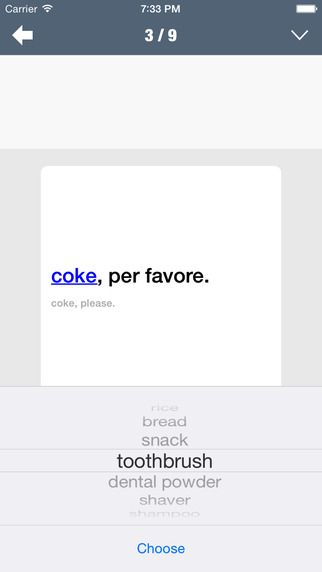 Carrier 7:33 PM
3 / 9
coke, per favore.
coke, please.
rice
bread
snack
toothbrush
dental powder
shaver
shampoo
Choose